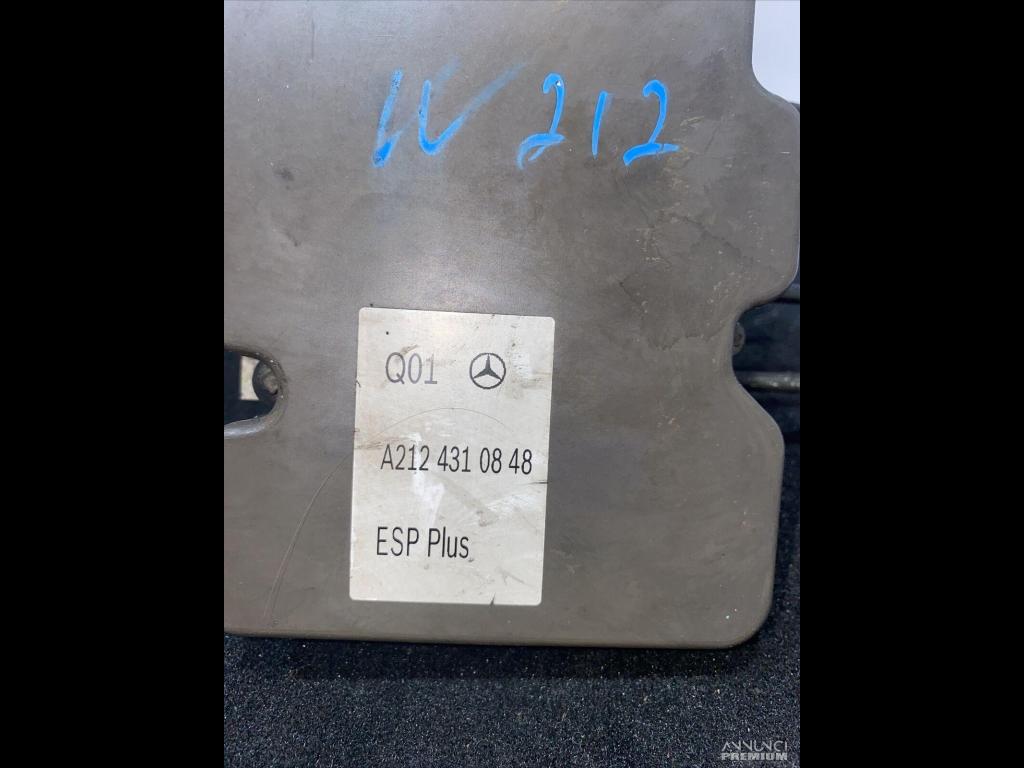 W 212
Q01
A212 431 08 48
ESP Plus
ANNUNCI
PREMIUM